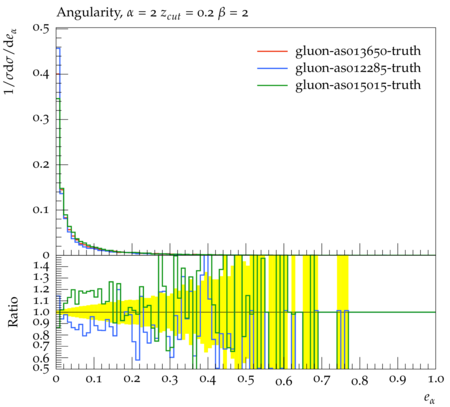 Angularity, α = 2 z_cut = 0.2 β = 2
1/σdσ/de_α
0.5
0.4
0.3
0.2
0.1
0
gluon-as013650-truth
gluon-as012285-truth
gluon-as015015-truth
Ratio
1.4
1.3
1.2
1.1
1.0
0.9
0.8
0.7
0.6
0.5
0 0.1 0.2 0.3 0.4 0.5 0.6 0.7 0.8 0.9 1.0
e_α